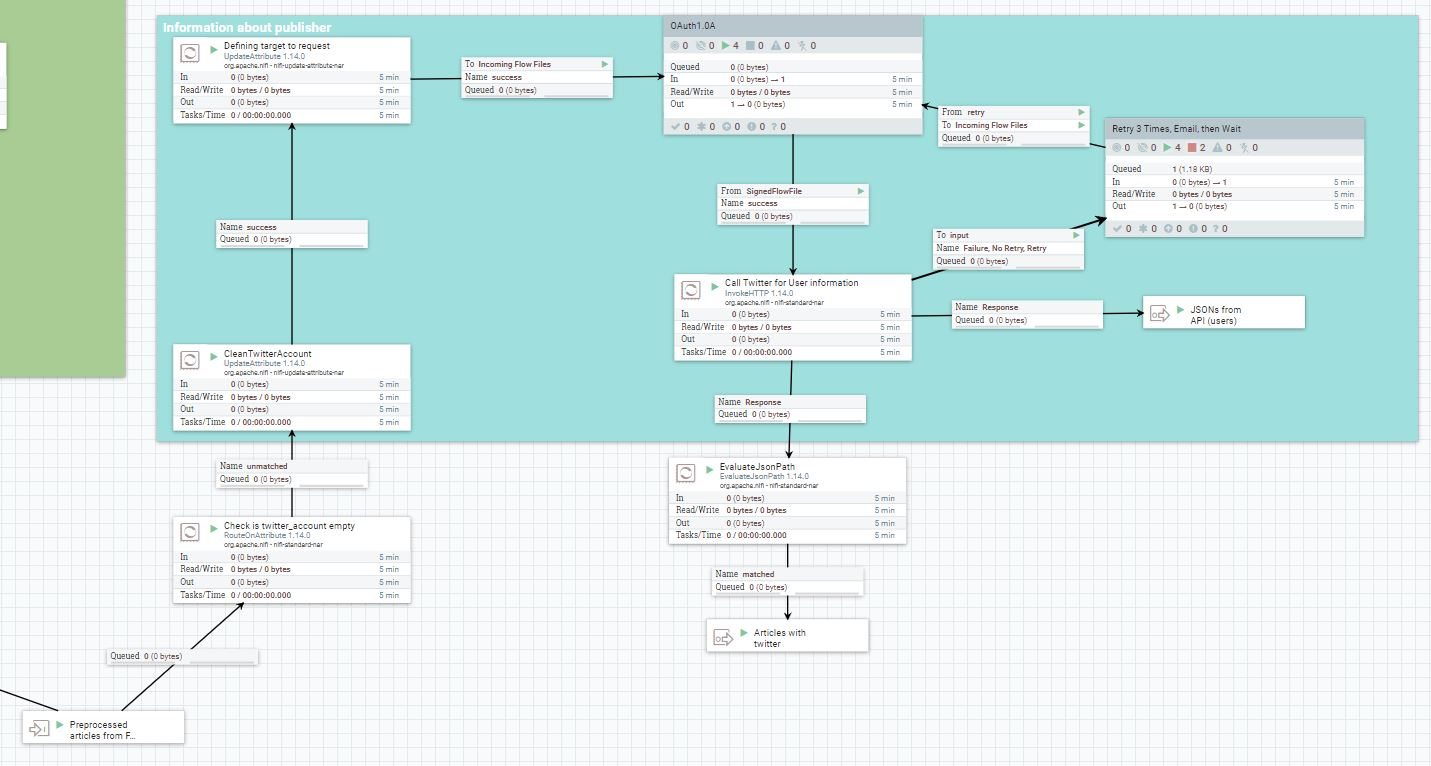 Information about publisher
Defining target to request
UpdateAttribute 1.14.0
org.apache.nifi - nifi-update-attribute-nar
In 0 (0 bytes) 5 min
Read/Write 0 bytes / 0 bytes 5 min
Out 0 (0 bytes) 5 min
Tasks/Time 0 / 00:00:00.000 5 min
To Incoming Flow Files
Name success
Queued 0 (0 bytes)
OAuth1.0A
0 0 4 0 0 0
Queued 0 (0 bytes)
In 0 (0 bytes) → 1 5 min
Read/Write 0 bytes / 0 bytes 5 min
Out 1 → 0 (0 bytes) 5 min
0 0 0 0 ? 0
From retry
To Incoming Flow Files
Queued 0 (0 bytes)
Retry 3 Times, Email, then Wait
0 0 4 2 0 0
Queued 1 (1.18 KB)
In 0 (0 bytes) → 1 5 min
Read/Write 0 bytes / 0 bytes 5 min
Out 1 → 0 (0 bytes) 5 min
0 0 0 0 ? 0
From SignedFlowFile
Name success
Queued 0 (0 bytes)
Name success
Queued 0 (0 bytes)
To input
Name Failure, No Retry, Retry
Queued 0 (0 bytes)
Call Twitter for User information
InvokeHTTP 1.14.0
org.apache.nifi - nifi-standard-nar
In 0 (0 bytes) 5 min
Read/Write 0 bytes / 0 bytes 5 min
Out 0 (0 bytes) 5 min
Tasks/Time 0 / 00:00:00.000 5 min
Name Response
Queued 0 (0 bytes)
JSONs from
API (users)
CleanTwitterAccount
UpdateAttribute 1.14.0
org.apache.nifi - nifi-update-attribute-nar
In 0 (0 bytes) 5 min
Read/Write 0 bytes / 0 bytes 5 min
Out 0 (0 bytes) 5 min
Tasks/Time 0 / 00:00:00.000 5 min
Name Response
Queued 0 (0 bytes)
Name unmatched
Queued 0 (0 bytes)
EvaluateJsonPath
EvaluateJsonPath 1.14.0
org.apache.nifi - nifi-standard-nar
In 0 (0 bytes) 5 min
Read/Write 0 bytes / 0 bytes 5 min
Out 0 (0 bytes) 5 min
Tasks/Time 0 / 00:00:00.000 5 min
Check is twitter_account empty
RouteOnAttribute 1.14.0
org.apache.nifi - nifi-standard-nar
In 0 (0 bytes) 5 min
Read/Write 0 bytes / 0 bytes 5 min
Out 0 (0 bytes) 5 min
Tasks/Time 0 / 00:00:00.000 5 min
Name matched
Queued 0 (0 bytes)
Articles with
twitter
Queued 0 (0 bytes)
Preprocessed
articles from F...